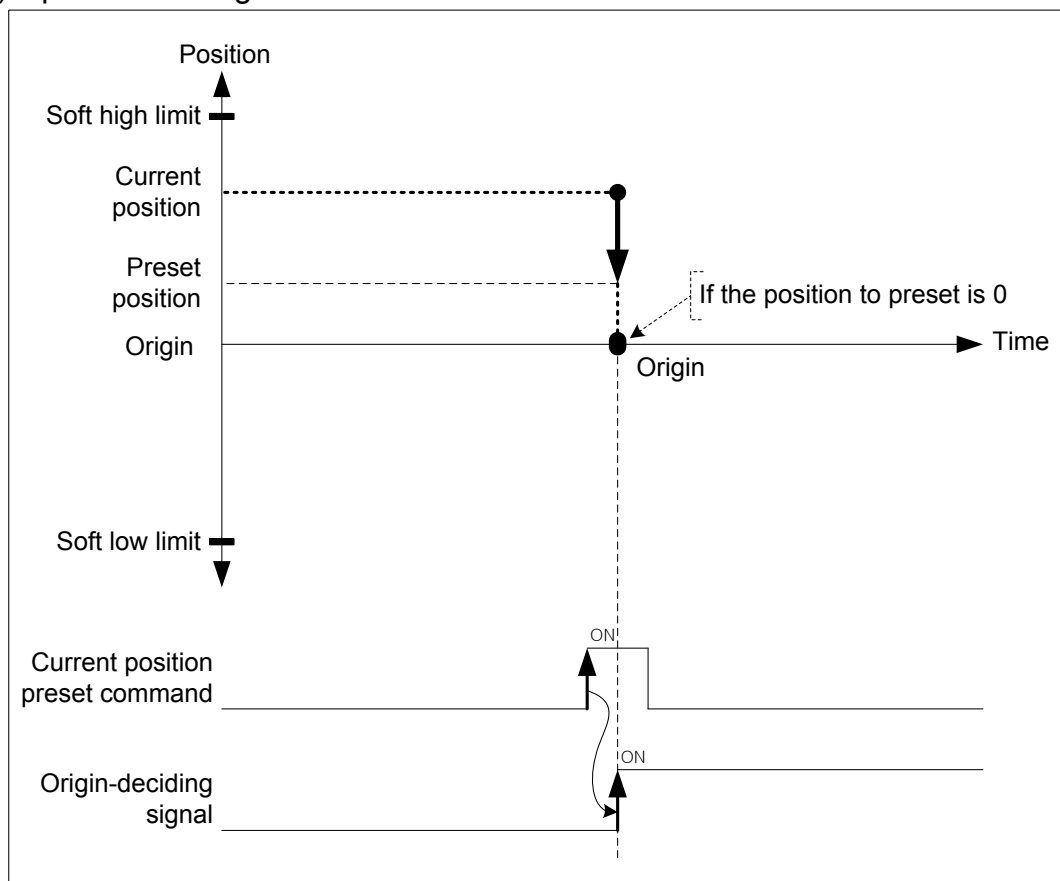 Position
Soft high limit
Current
position
Preset
position
If the position to preset is 0
Origin
Time
Origin
Soft low limit
ON
Current position
preset command
ON
Origin-deciding
signal